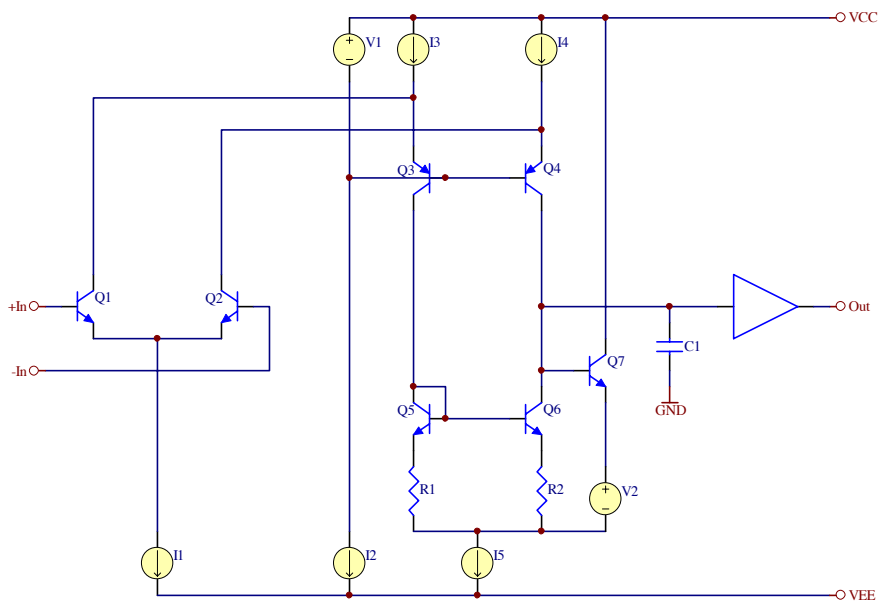 VCC
V1
I3
I4
Q3
Q4
Q1
Q2
+In
Out
C1
Q7
-In
GND
Q5
Q6
R1
R2
V2
I1
I2
I5
VEE